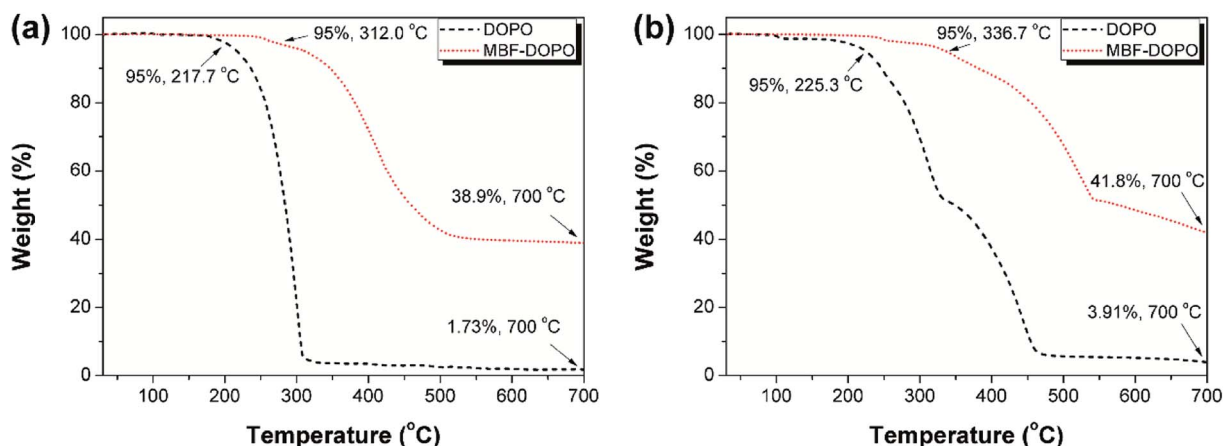 (a)
DOPO
MBF-DOPO
95%, 312.0 °C
95%, 217.7 °C
38.9%, 700 °C
1.73%, 700 °C
Weight (%)
100
80
60
40
20
0
100 200 300 400 500 600 700
Temperature (°C)
(b)
DOPO
MBF-DOPO
95%, 336.7 °C
95%, 225.3 °C
41.8%, 700 °C
3.91%, 700 °C
Weight (%)
100
80
60
40
20
0
100 200 300 400 500 600 700
Temperature (°C)